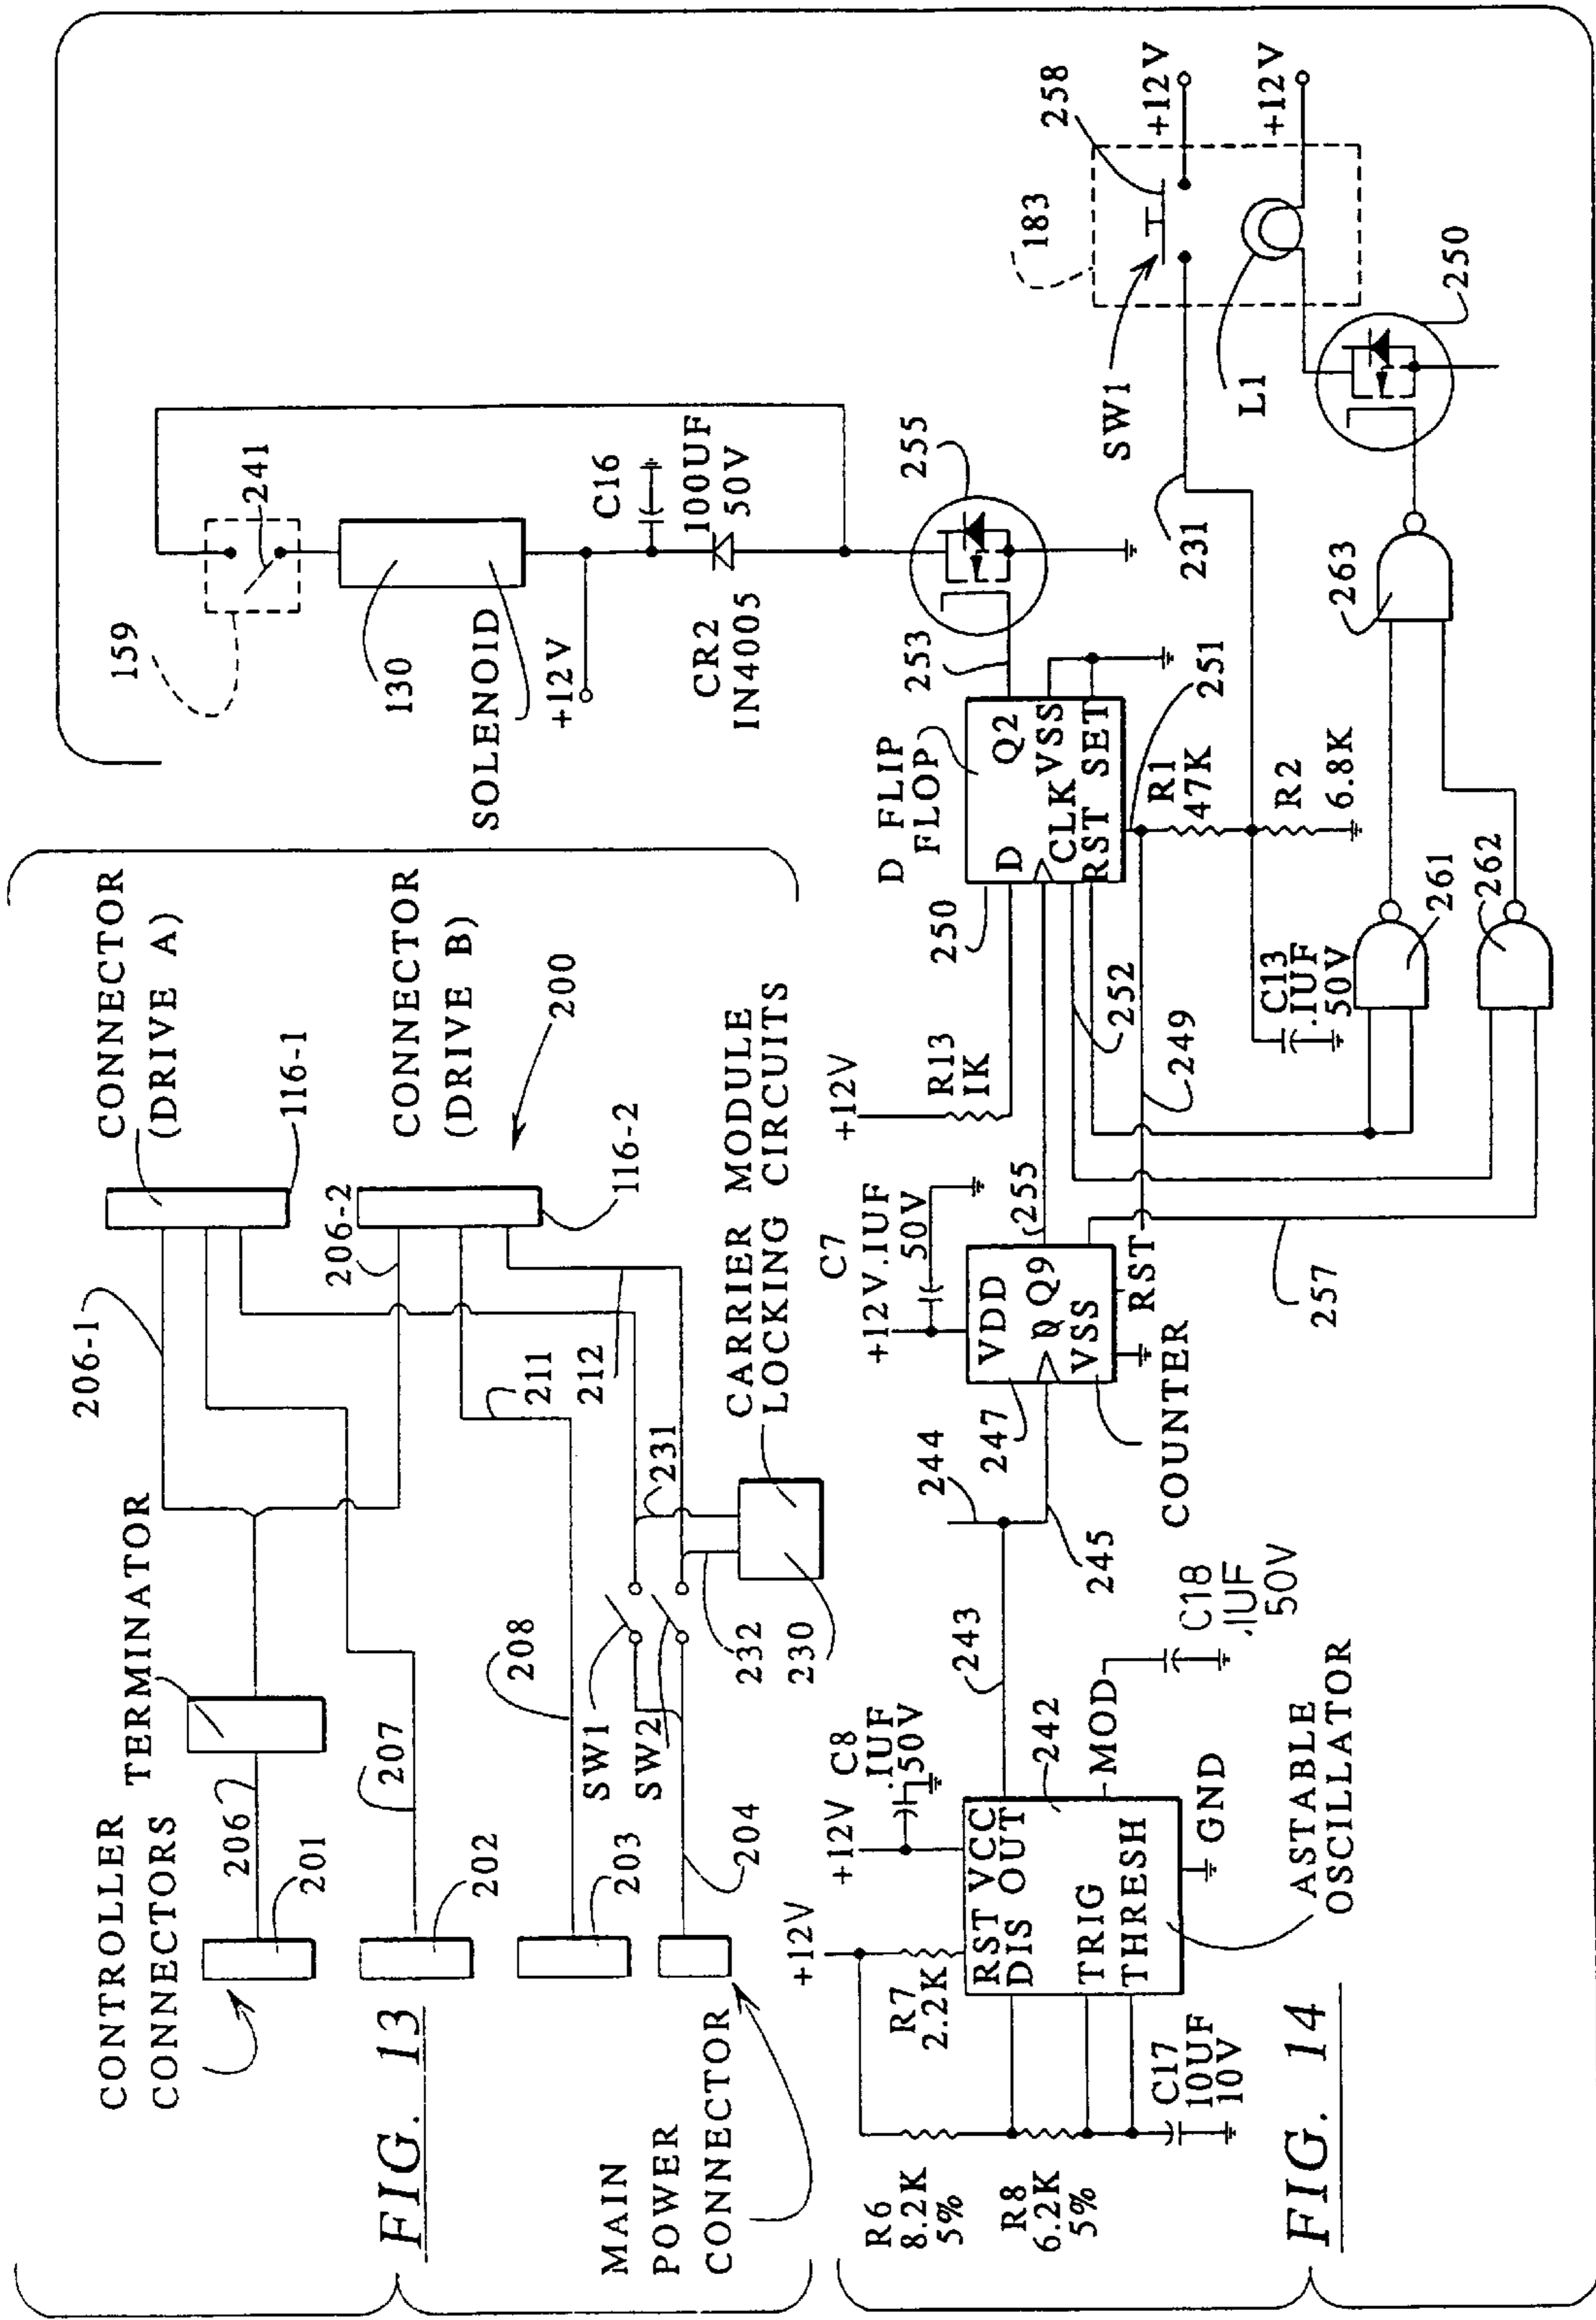 CONTROLLER
CONNECTORS
TERMINATOR
206
201
207
202
208
203
204
SW1
SW2
232
230
231
206-1
206-2
211
212
CONNECTOR
(DRIVE A)
116-1
CONNECTOR
(DRIVE B)
200
116-2
CARRIER MODULE
LOCKING CIRCUITS
MAIN
POWER
CONNECTOR
FIG. 13
159
241
130
SOLENOID
+12V
C16
100UF
50V
CR2
IN4005
255
253
D FLIP
FLOP
250
D
Q2
CLK
VSS
RST
SET
251
R1
47K
R2
6.8K
252
249
+12V
R13
1K
C13
.1UF
50V
261
262
263
231
SW1
183
258
+12V
+12V
L1
250
+12V
C7
.1UF
50V
VDD
Q
Q9
VSS
RST
255
257
247
COUNTER
244
245
243
242
+12V
C8
.1UF
50V
+12V
R7
2.2K
RST
VCC
DIS
OUT
TRIG
THRESH
MOD
C18
.1UF
50V
GND
ASTABLE
OSCILLATOR
R6
8.2K
5%
R8
6.2K
5%
C17
10UF
10V
FIG. 14